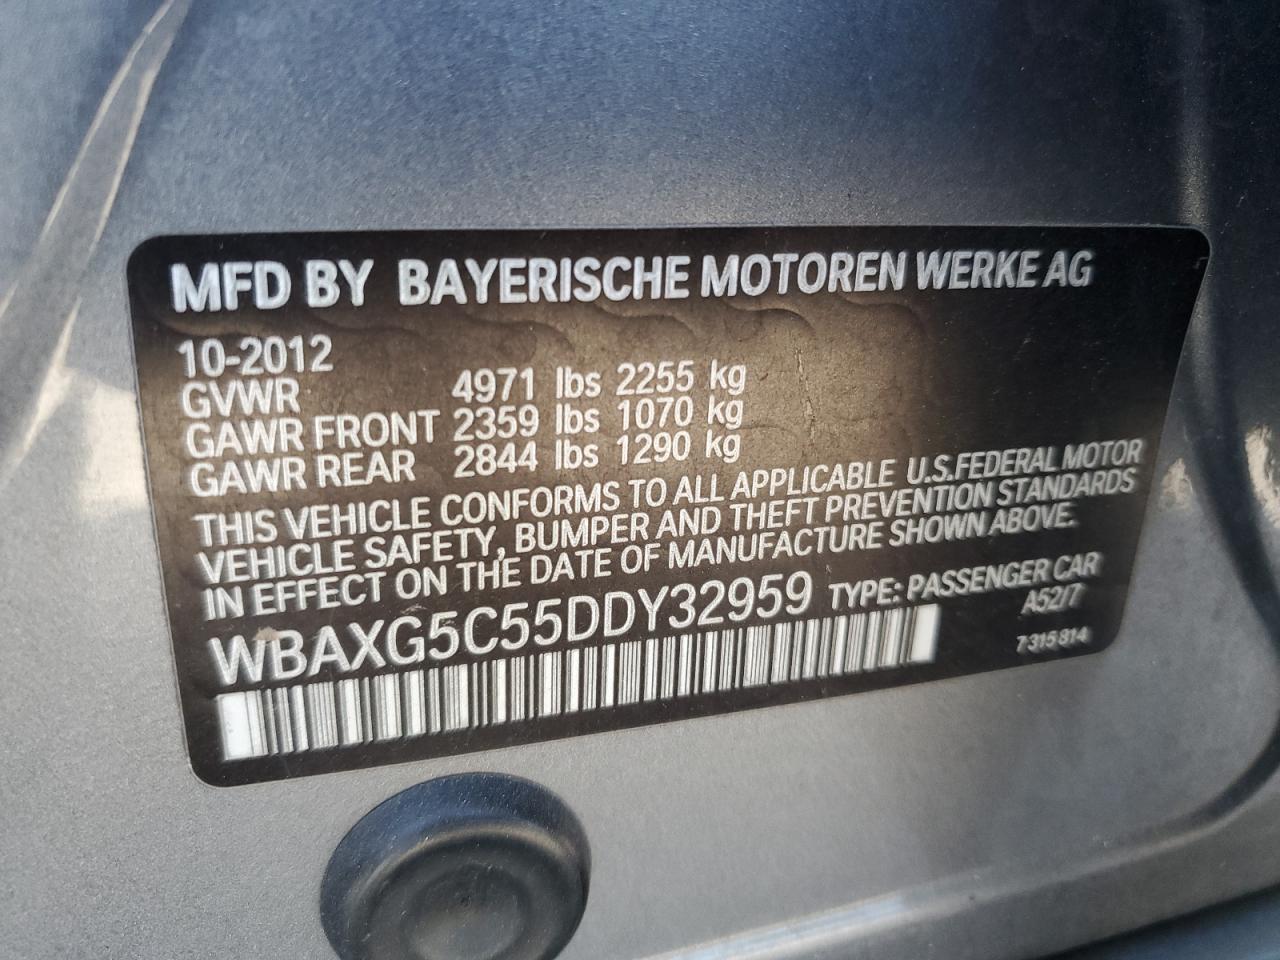 MFD BY BAYERISCHE MOTOREN WERKE AG
10-2012
GVWR 4971 lbs 2255 kg
GAWR FRONT 2359 lbs 1070 kg
GAWR REAR 2844 lbs 1290 kg
THIS VEHICLE CONFORMS TO ALL APPLICABLE U.S.FEDERAL MOTOR
VEHICLE SAFETY, BUMPER AND THEFT PREVENTION STANDARDS
IN EFFECT ON THE DATE OF MANUFACTURE SHOWN ABOVE.
WBAXG5C55DDY32959 TYPE: PASSENGER CAR
A52/7
7 315 814